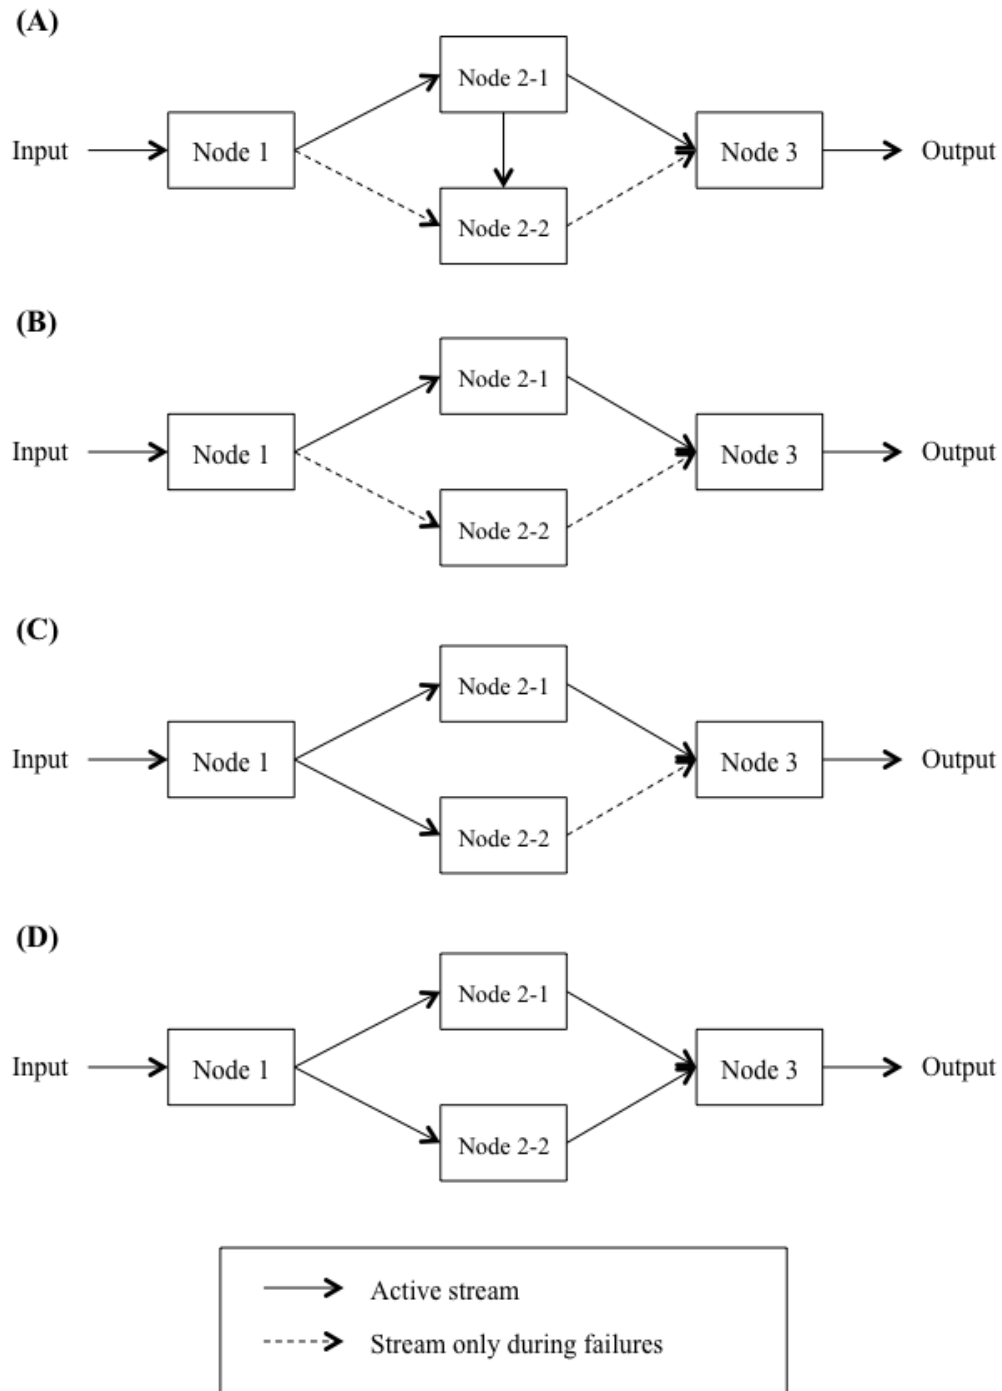 (A)
Node 2-1
Input Node 1 Node 3 Output
Node 2-2
(B)
Node 2-1
Input Node 1 Node 3 Output
Node 2-2
(C)
Node 2-1
Input Node 1 Node 3 Output
Node 2-2
(D)
Node 2-1
Input Node 1 Node 3 Output
Node 2-2
Active stream
Stream only during failures